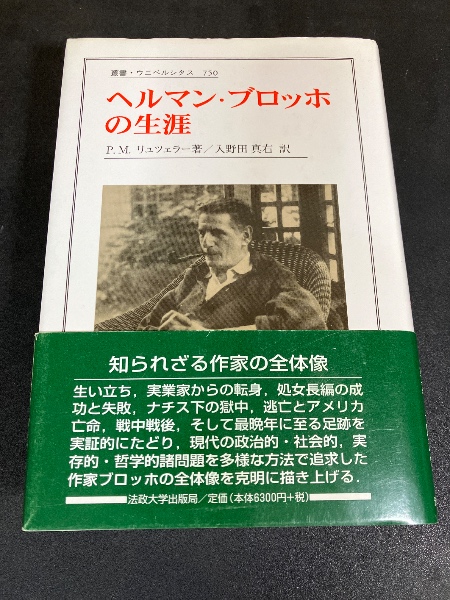 叢書・ウニベルシタス 750
ヘルマン・ブロッホ
の生涯
P. M. リュツェラー著／入野田 真右 訳
知られざる作家の全体像
生い立ち，実業家からの転身，処女長編の成
功と失敗，ナチス下の獄中，逃亡とアメリカ
亡命，戦中戦後，そして最晩年に至る足跡を
実証的にたどり，現代の政治的・社会的，実
存的・哲学的諸問題を多様な方法で追求した
作家ブロッホの全体像を克明に描き上げる．
法政大学出版局／定価（本体6300円＋税）